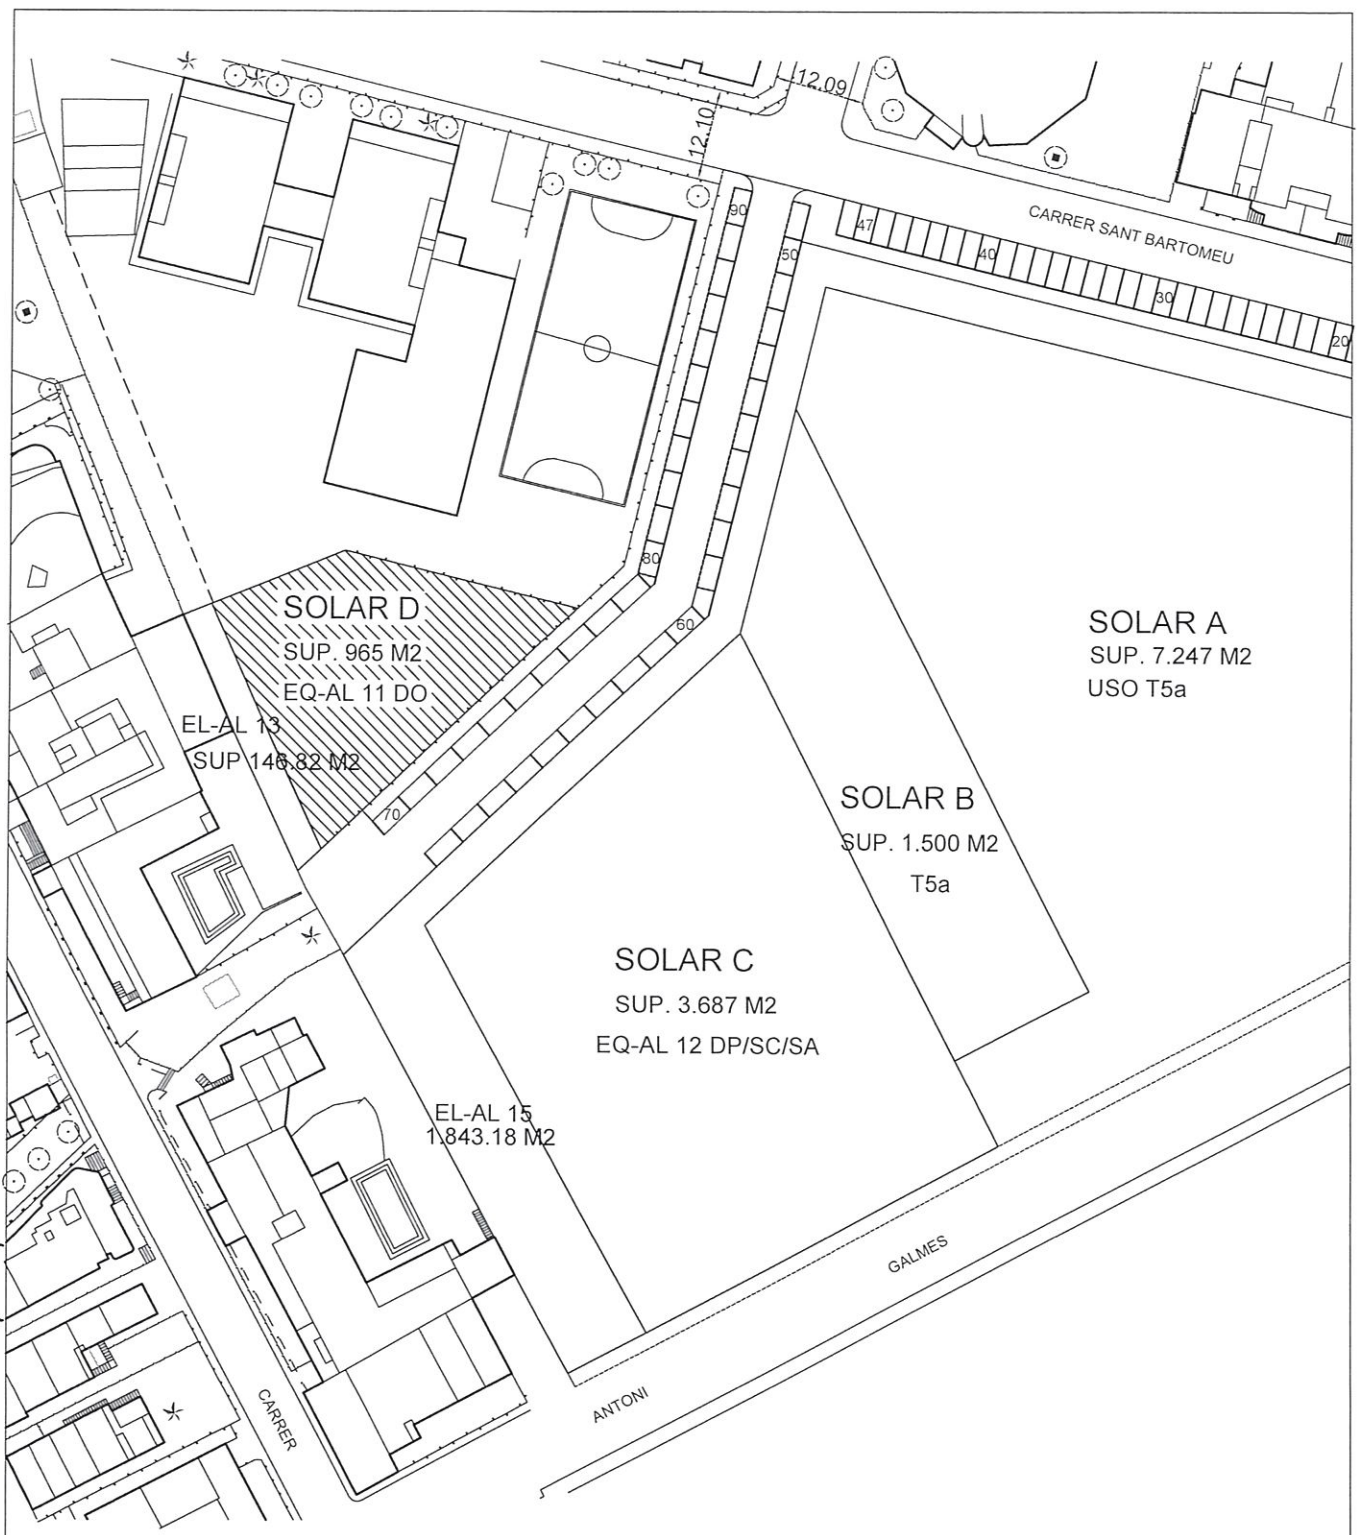 12.09
12.10
CARRER SANT BARTOMEU
90
47
50
40
30
20
80
60
70
SOLAR D
SUP. 965 M2
EQ-AL 11 DO
EL-AL 13
SUP 146.82 M2
SOLAR A
SUP. 7.247 M2
USO T5a
SOLAR B
SUP. 1.500 M2
T5a
SOLAR C
SUP. 3.687 M2
EQ-AL 12 DP/SC/SA
EL-AL 15
1.843.18 M2
GALMES
ANTONI
CARRER